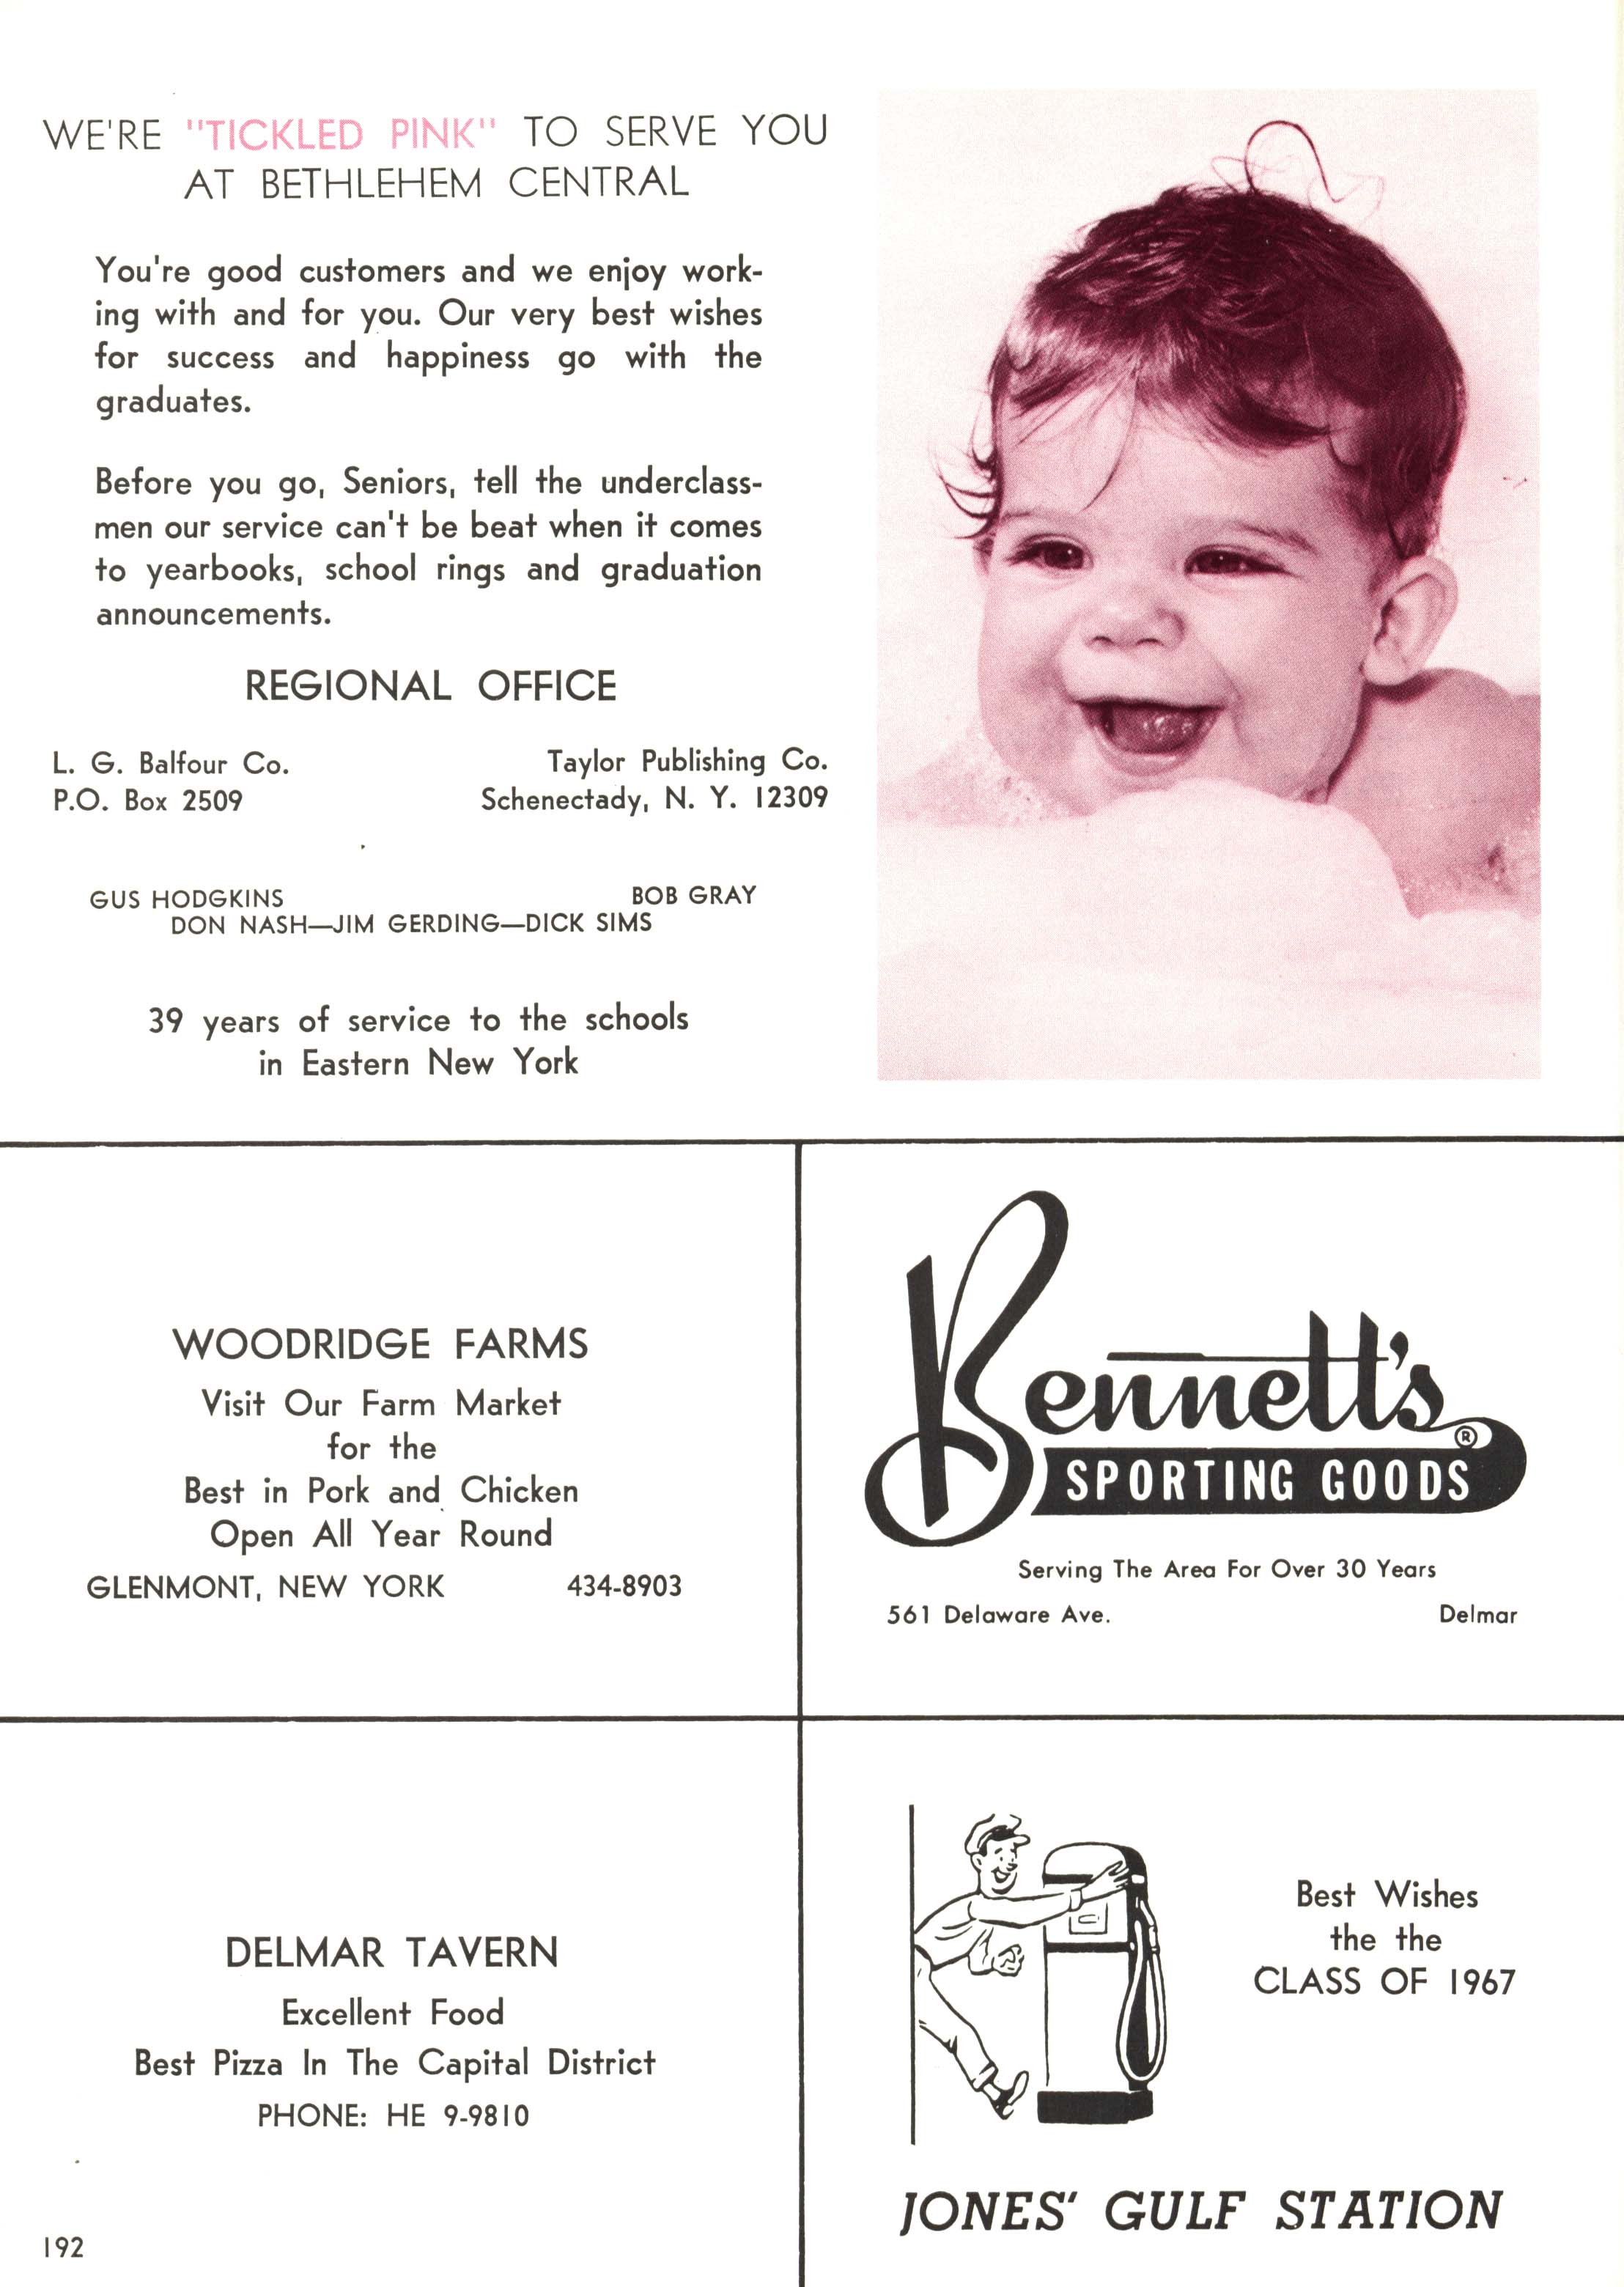 WE'RE "TICKLED PINK" TO SERVE YOU
AT BETHLEHEM CENTRAL
You're good customers and we enjoy work-
ing with and for you. Our very best wishes
for success and happiness go with the
graduates.
Before you go, Seniors, tell the underclass-
men our service can't be beat when it comes
to yearbooks, school rings and graduation
announcements.
REGIONAL OFFICE
L. G. Balfour Co. Taylor Publishing Co.
P.O. Box 2509 Schenectady, N. Y. 12309
GUS HODGKINS BOB GRAY
DON NASH—JIM GERDING—DICK SIMS
39 years of service to the schools
in Eastern New York
WOODRIDGE FARMS
Visit Our Farm Market
for the
Best in Pork and Chicken
Open All Year Round
GLENMONT, NEW YORK 434-8903
Bennett's
®
SPORTING GOODS
Serving The Area For Over 30 Years
561 Delaware Ave. Delmar
DELMAR TAVERN
Excellent Food
Best Pizza In The Capital District
PHONE: HE 9-9810
Best Wishes
the the
CLASS OF 1967
JONES' GULF STATION
192